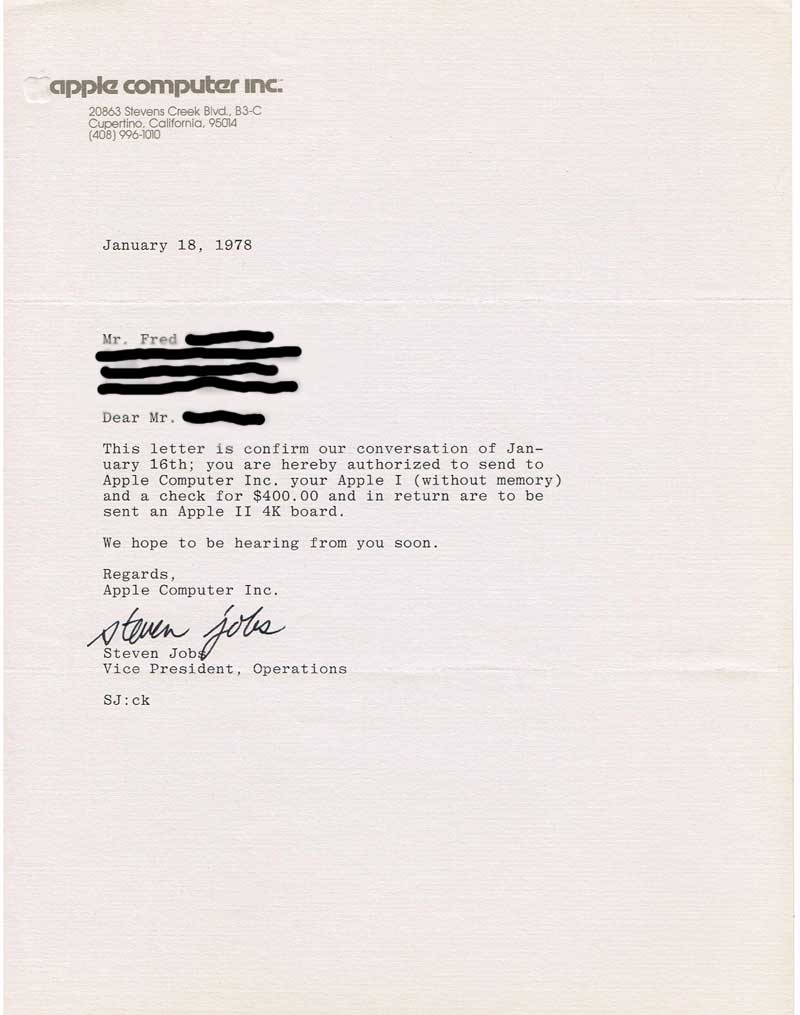 apple computer inc.™
20863 Stevens Creek Blvd., B3-C
Cupertino, California, 95014
(408) 996-1010
January 18, 1978
Mr. Fred
Dear Mr.
This letter is confirm our conversation of Jan-
uary 16th; you are hereby authorized to send to
Apple Computer Inc. your Apple I (without memory)
and a check for $400.00 and in return are to be
sent an Apple II 4K board.
We hope to be hearing from you soon.
Regards,
Apple Computer Inc.
steven jobs
Steven Jobs
Vice President, Operations
SJ:ck